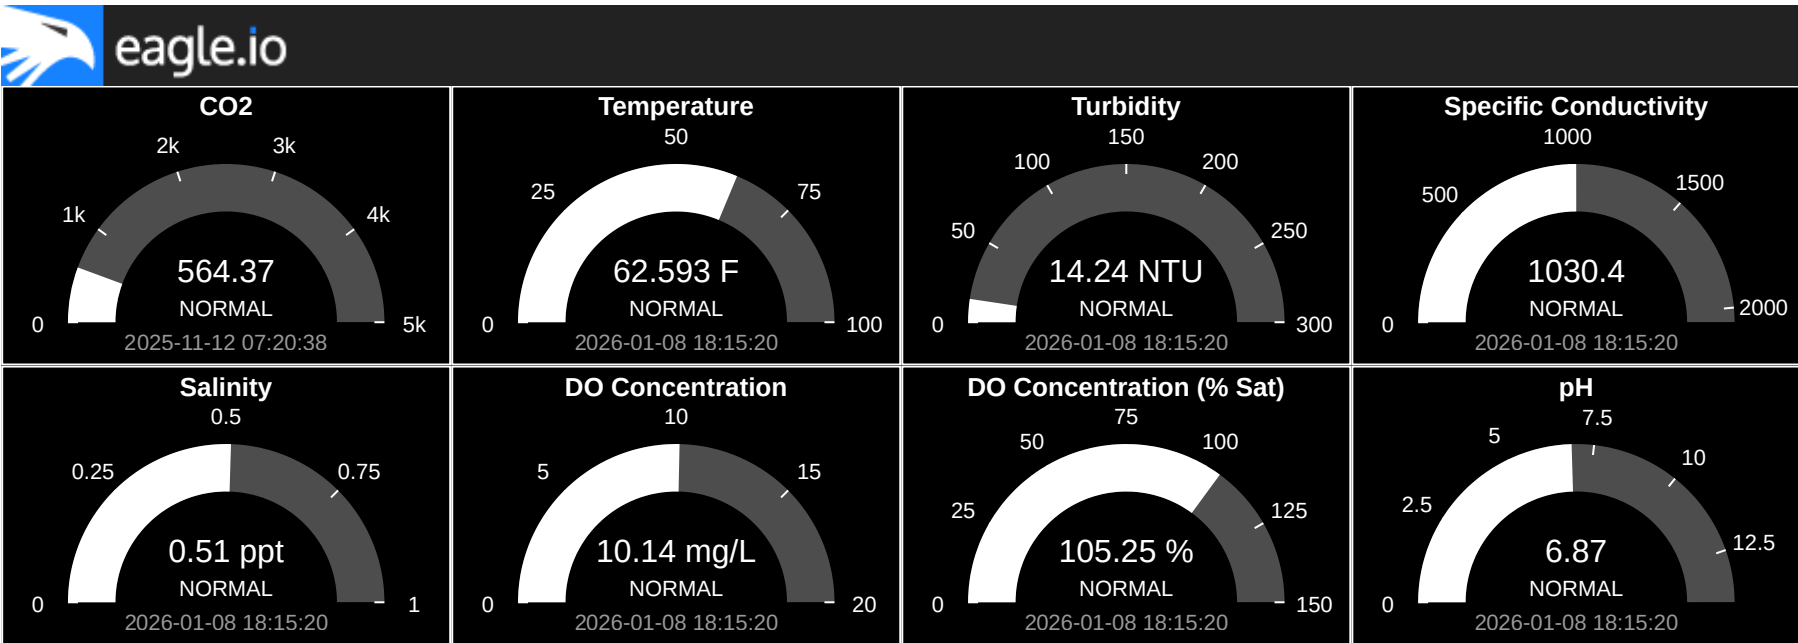 eagle.io
CO2
0
1k
2k
3k
4k
5k
564.37
NORMAL
2025-11-12 07:20:38
Temperature
0
25
50
75
100
62.593 F
NORMAL
2026-01-08 18:15:20
Turbidity
0
50
100
150
200
250
300
14.24 NTU
NORMAL
2026-01-08 18:15:20
Specific Conductivity
0
500
1000
1500
2000
1030.4
NORMAL
2026-01-08 18:15:20
Salinity
0
0.25
0.5
0.75
1
0.51 ppt
NORMAL
2026-01-08 18:15:20
DO Concentration
0
5
10
15
20
10.14 mg/L
NORMAL
2026-01-08 18:15:20
DO Concentration (% Sat)
0
25
50
75
100
125
150
105.25 %
NORMAL
2026-01-08 18:15:20
pH
0
2.5
5
7.5
10
12.5
6.87
NORMAL
2026-01-08 18:15:20